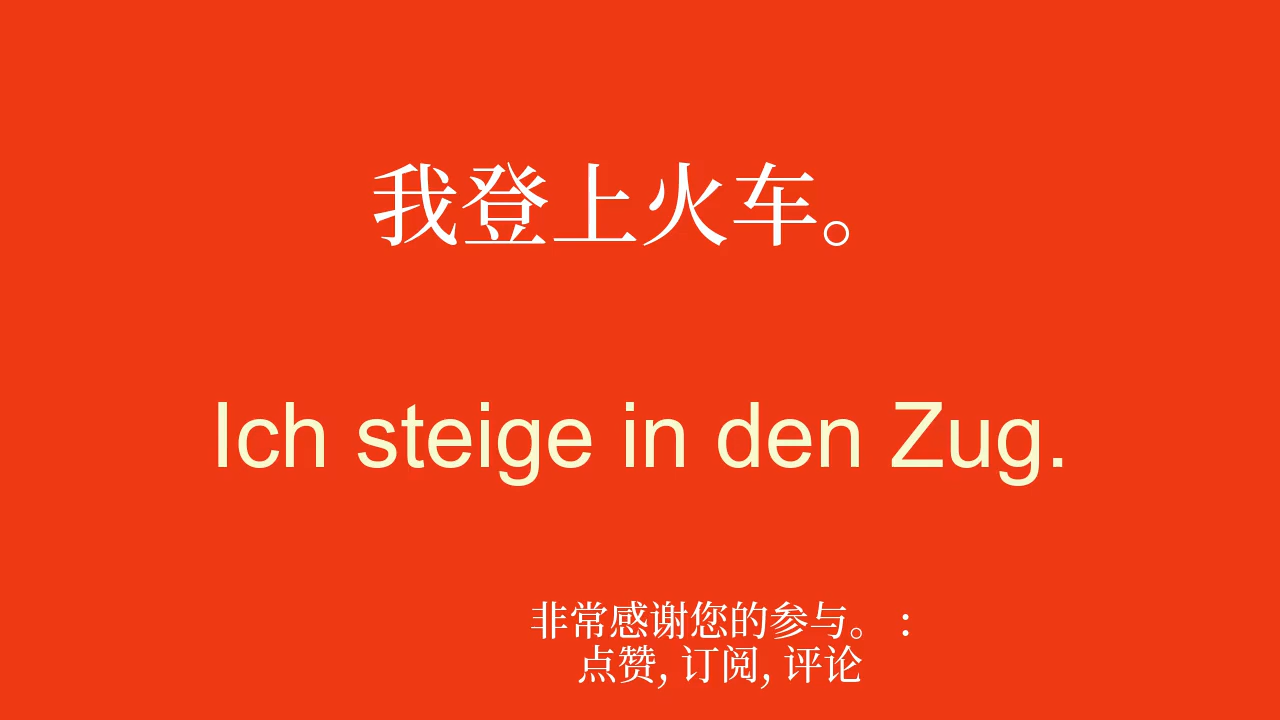 我登上火车。
Ich steige in den Zug.
非常感谢您的参与。 :
点赞, 订阅, 评论